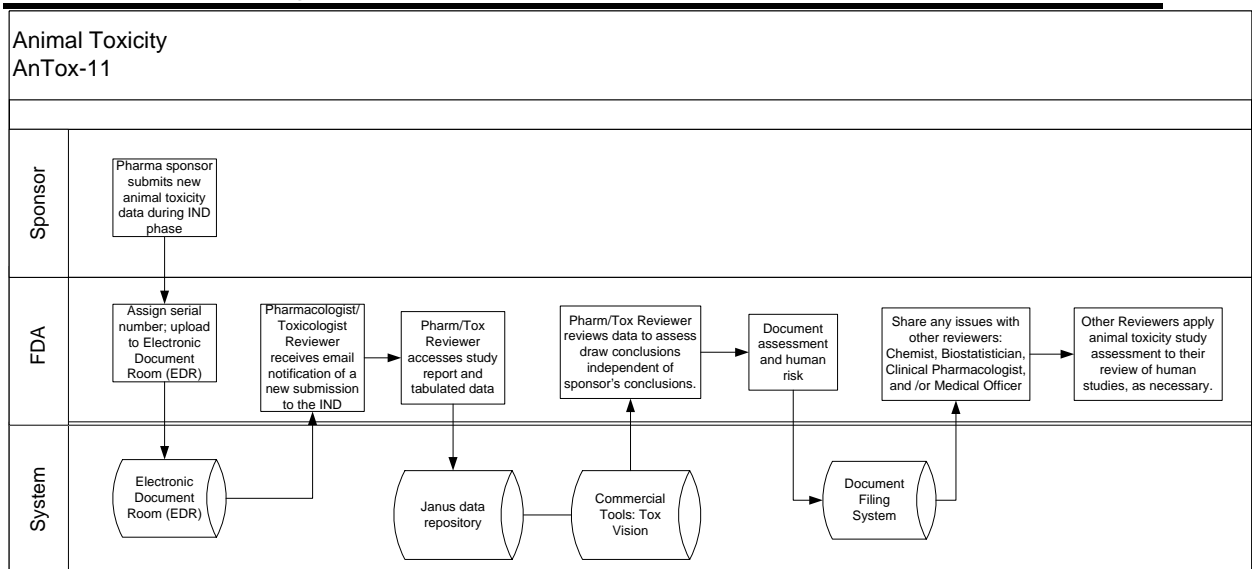 Animal Toxicity
AnTox-11
Sponsor
Pharma sponsor
submits new
animal toxicity
data during IND
phase
FDA
Assign serial
number; upload
to Electronic
Document
Room (EDR)
Pharmacologist/
Toxicologist
Reviewer
receives email
notification of a
new submission
to the IND
Pharm/Tox
Reviewer
accesses study
report and
tabulated data
Pharm/Tox Reviewer
reviews data to assess
draw conclusions
independent of
sponsor's conclusions.
Document
assessment
and human
risk
Share any issues with
other reviewers:
Chemist, Biostatistician,
Clinical Pharmacologist,
and /or Medical Officer
Other Reviewers apply
animal toxicity study
assessment to their
review of human
studies, as necessary.
System
Electronic
Document
Room (EDR)
Janus data
repository
Commercial
Tools: Tox
Vision
Document
Filing
System